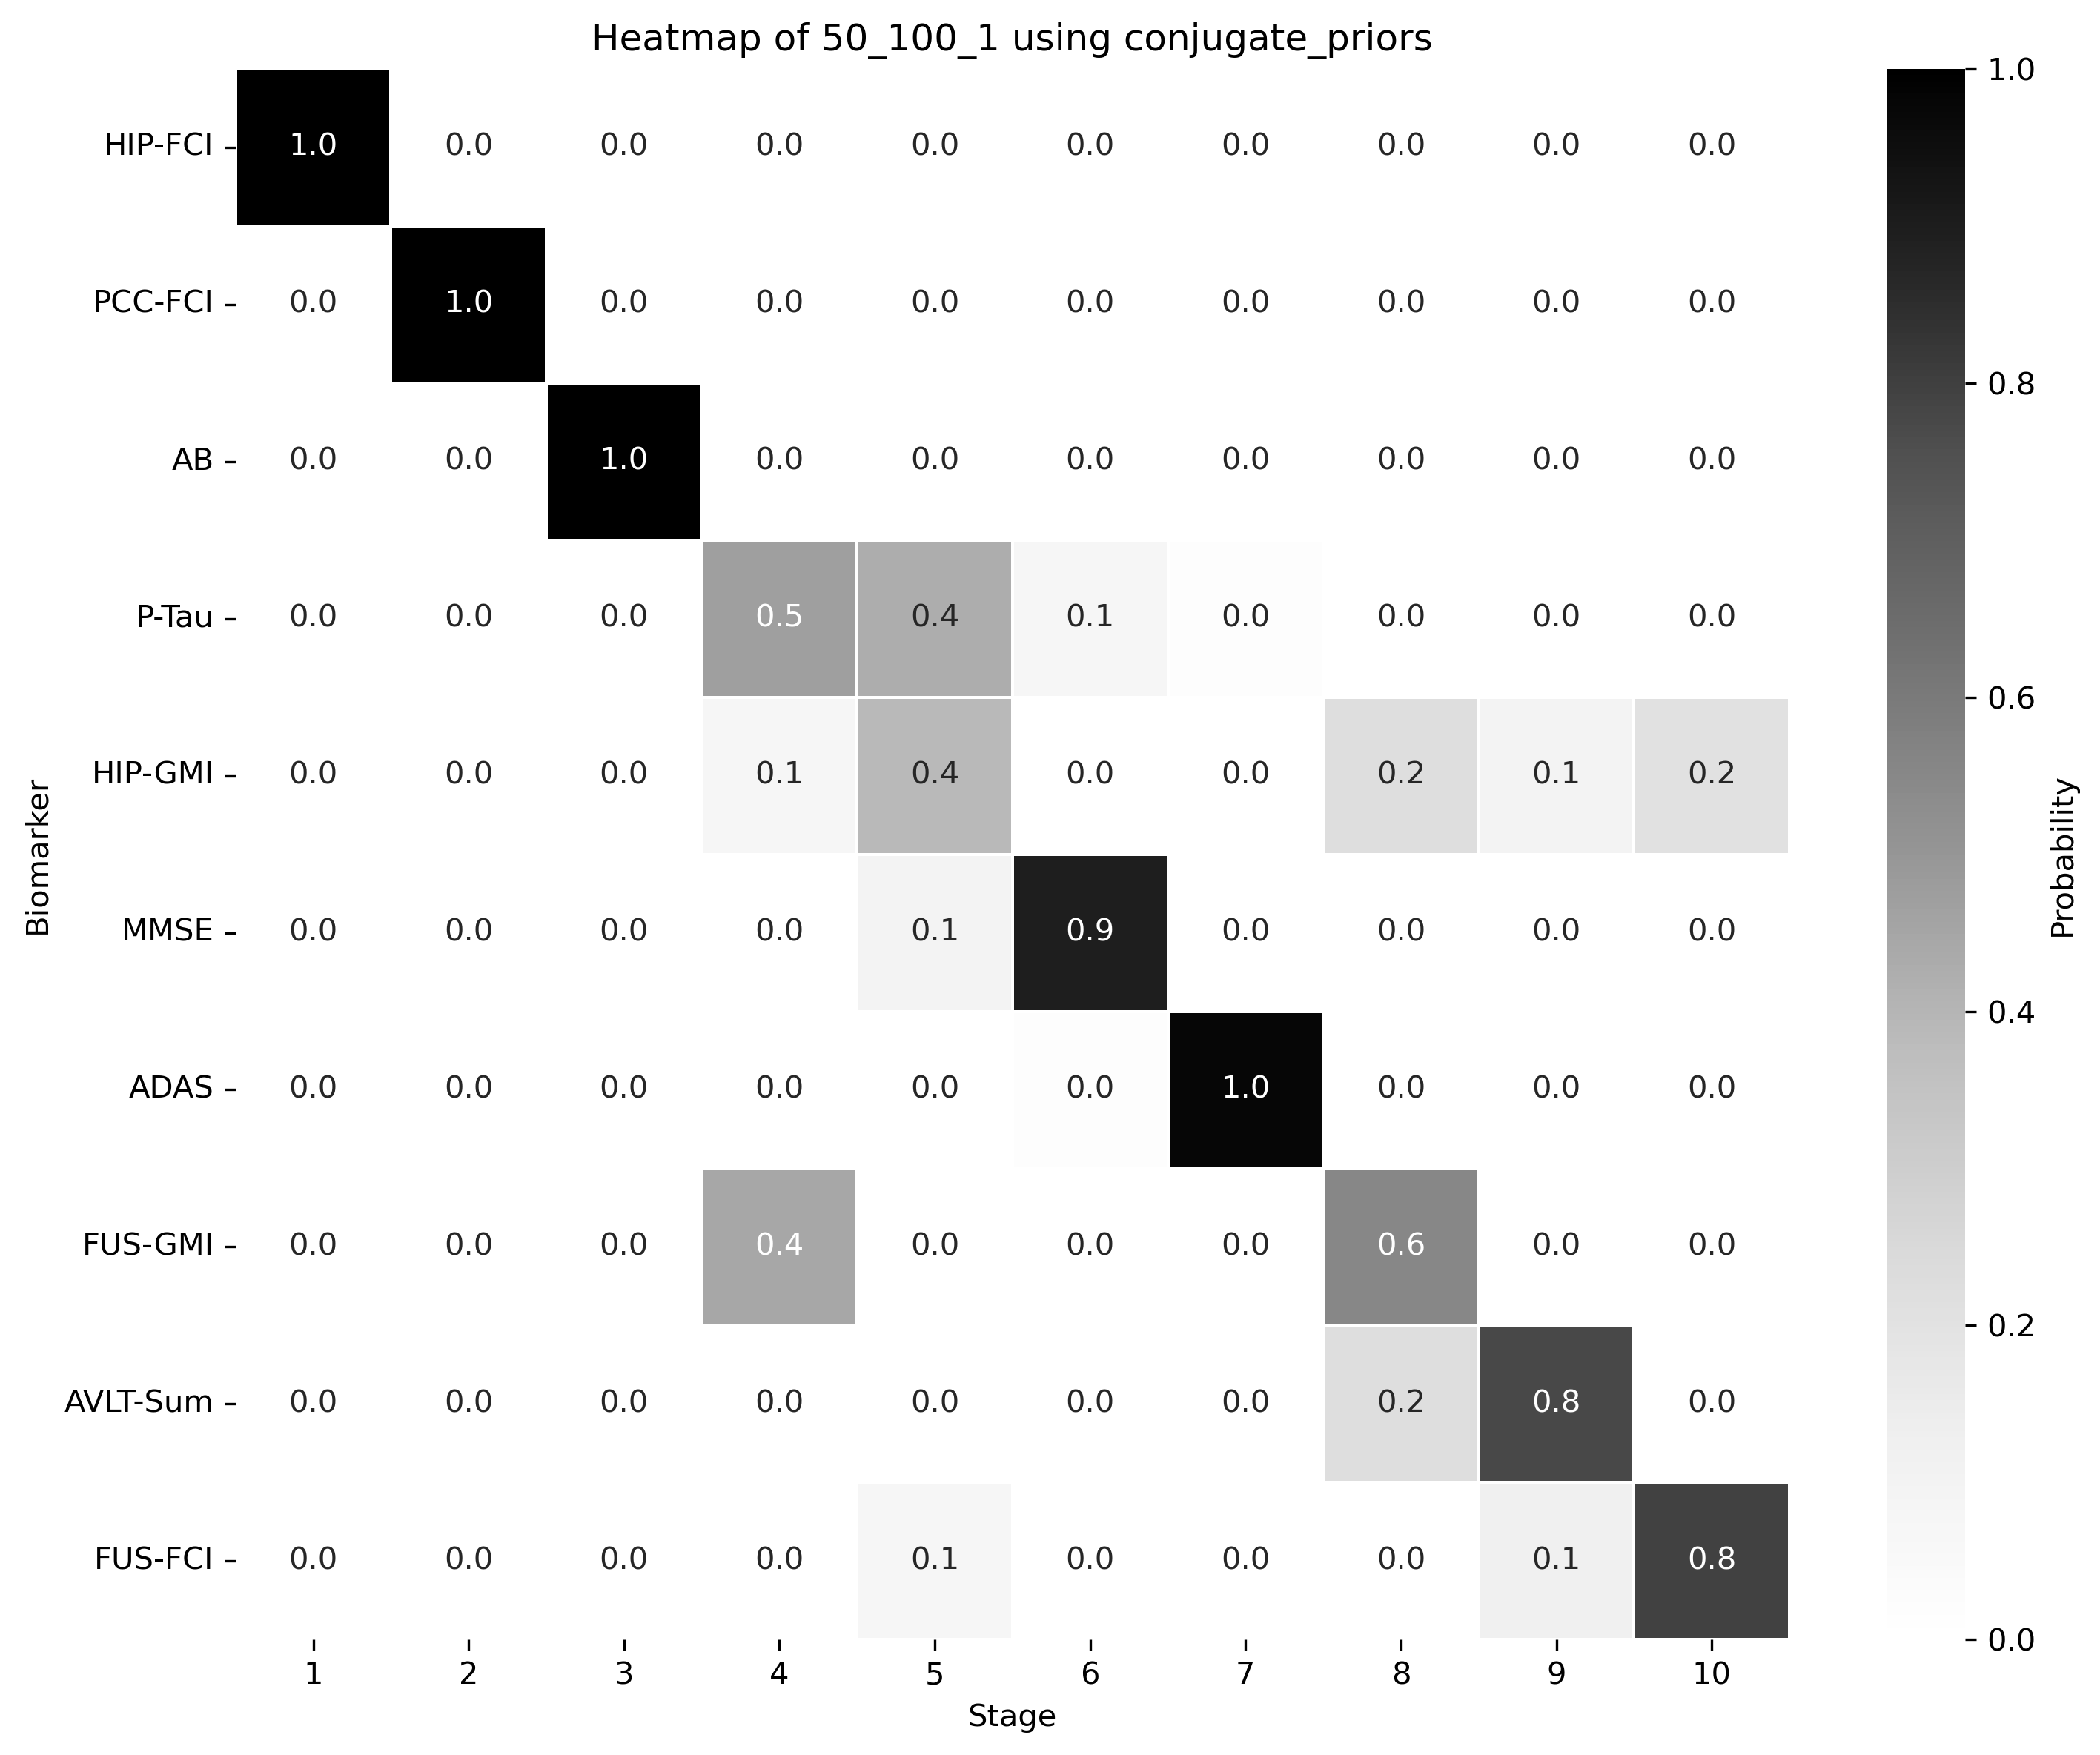 Heatmap of 50_100_1 using conjugate_priors
HIP-FCI 1.0 0.0 0.0 0.0 0.0 0.0 0.0 0.0 0.0 0.0
PCC-FCI 0.0 1.0 0.0 0.0 0.0 0.0 0.0 0.0 0.0 0.0
AB 0.0 0.0 1.0 0.0 0.0 0.0 0.0 0.0 0.0 0.0
P-Tau 0.0 0.0 0.0 0.5 0.4 0.1 0.0 0.0 0.0 0.0
HIP-GMI 0.0 0.0 0.0 0.1 0.4 0.0 0.0 0.2 0.1 0.2
MMSE 0.0 0.0 0.0 0.0 0.1 0.9 0.0 0.0 0.0 0.0
ADAS 0.0 0.0 0.0 0.0 0.0 0.0 1.0 0.0 0.0 0.0
FUS-GMI 0.0 0.0 0.0 0.4 0.0 0.0 0.0 0.6 0.0 0.0
AVLT-Sum 0.0 0.0 0.0 0.0 0.0 0.0 0.0 0.2 0.8 0.0
FUS-FCI 0.0 0.0 0.0 0.0 0.1 0.0 0.0 0.0 0.1 0.8
1 2 3 4 5 6 7 8 9 10
Stage
Biomarker
1.0
0.8
0.6
0.4
0.2
0.0
Probability